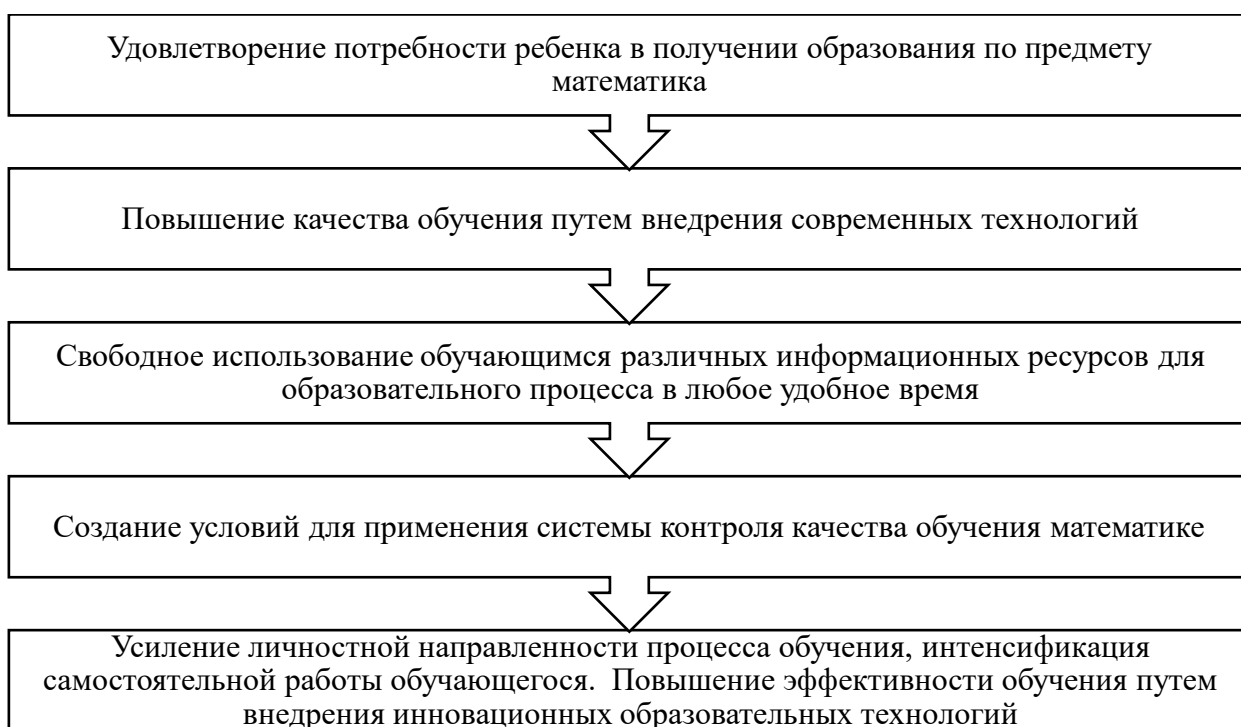 Удовлетворение потребности ребенка в получении образования по предмету
математика
Повышение качества обучения путем внедрения современных технологий
Свободное использование обучающимся различных информационных ресурсов для
образовательного процесса в любое удобное время
Создание условий для применения системы контроля качества обучения математике
Усиление личностной направленности процесса обучения, интенсификация
самостоятельной работы обучающегося.  Повышение эффективности обучения путем
внедрения инновационных образовательных технологий